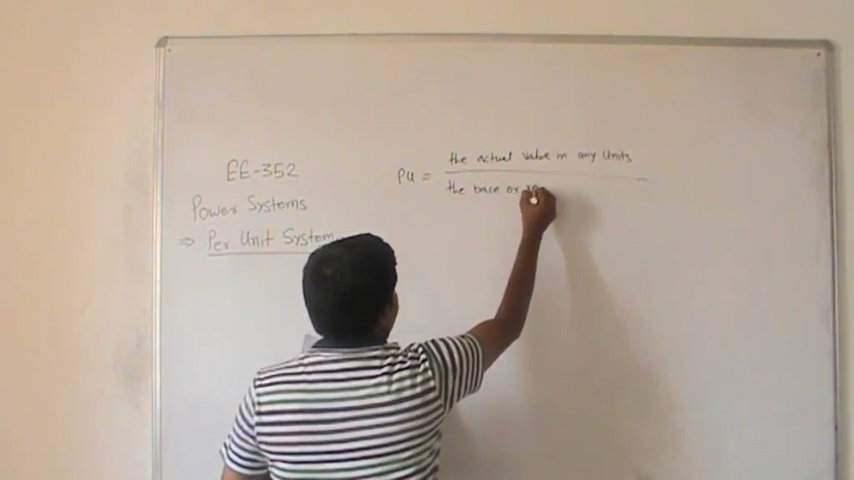 EE-352
Power Systems
⇒ Per Unit System
PU = the actual value in any Units
the base or